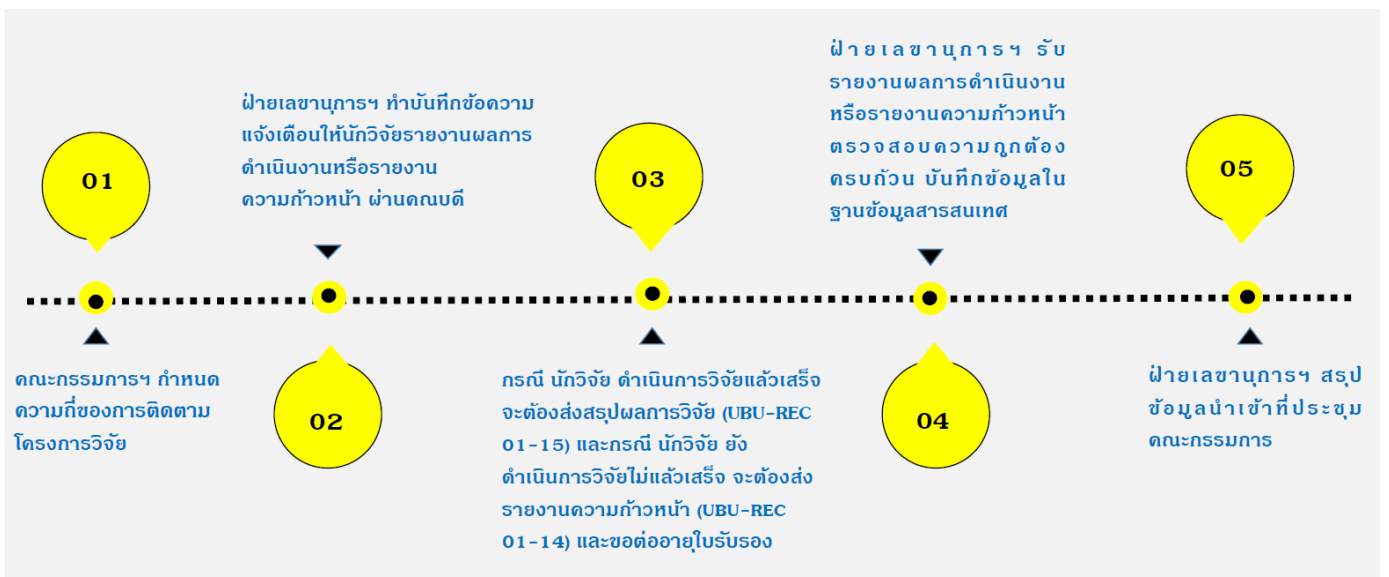 01
คณะกรรมการฯ กำหนด
ความถี่ของการติดตาม
โครงการวิจัย
ฝ่ายเลขานุการฯ ทำบันทึกข้อความ
แจ้งเตือนให้นักวิจัยรายงานผลการ
ดำเนินงานหรือรายงาน
ความก้าวหน้า ผ่านคณบดี
02
03
กรณี นักวิจัย ดำเนินการวิจัยแล้วเสร็จ
จะต้องส่งสรุปผลการวิจัย (UBU-REC
01-15) และกรณี นักวิจัย ยัง
ดำเนินการวิจัยไม่แล้วเสร็จ จะต้องส่ง
รายงานความก้าวหน้า (UBU-REC
01-14) และขอต่ออายุใบรับรอง
ฝ่ายเลขานุการฯ รับ
รายงานผลการดำเนินงาน
หรือรายงานความก้าวหน้า
ตรวจสอบความถูกต้อง
ครบถ้วน บันทึกข้อมูลใน
ฐานข้อมูลสารสนเทศ
04
05
ฝ่ายเลขานุการฯ สรุป
ข้อมูลนำเข้าที่ประชุม
คณะกรรมการ